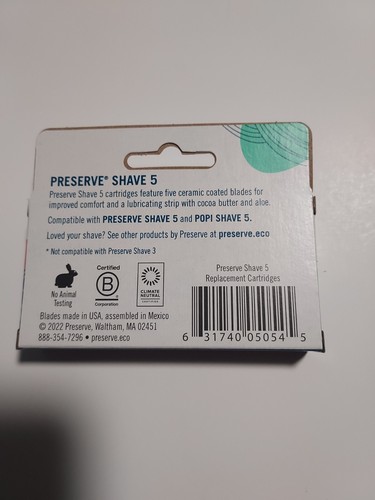 PRESERVE® SHAVE 5
Preserve Shave 5 cartridges feature five ceramic coated blades for
improved comfort and a lubricating strip with cocoa butter and aloe.
Compatible with PRESERVE SHAVE 5 and POPI SHAVE 5.
Loved your shave? See other products by Preserve at preserve.eco
* Not compatible with Preserve Shave 3
No Animal
Testing
Certified
B
Corporation
CLIMATE
NEUTRAL
CERTIFIED
Preserve Shave 5
Replacement Cartridges
Blades made in USA, assembled in Mexico
© 2022 Preserve, Waltham, MA 02451
888-354-7296 • preserve.eco
6 31740 05054 5